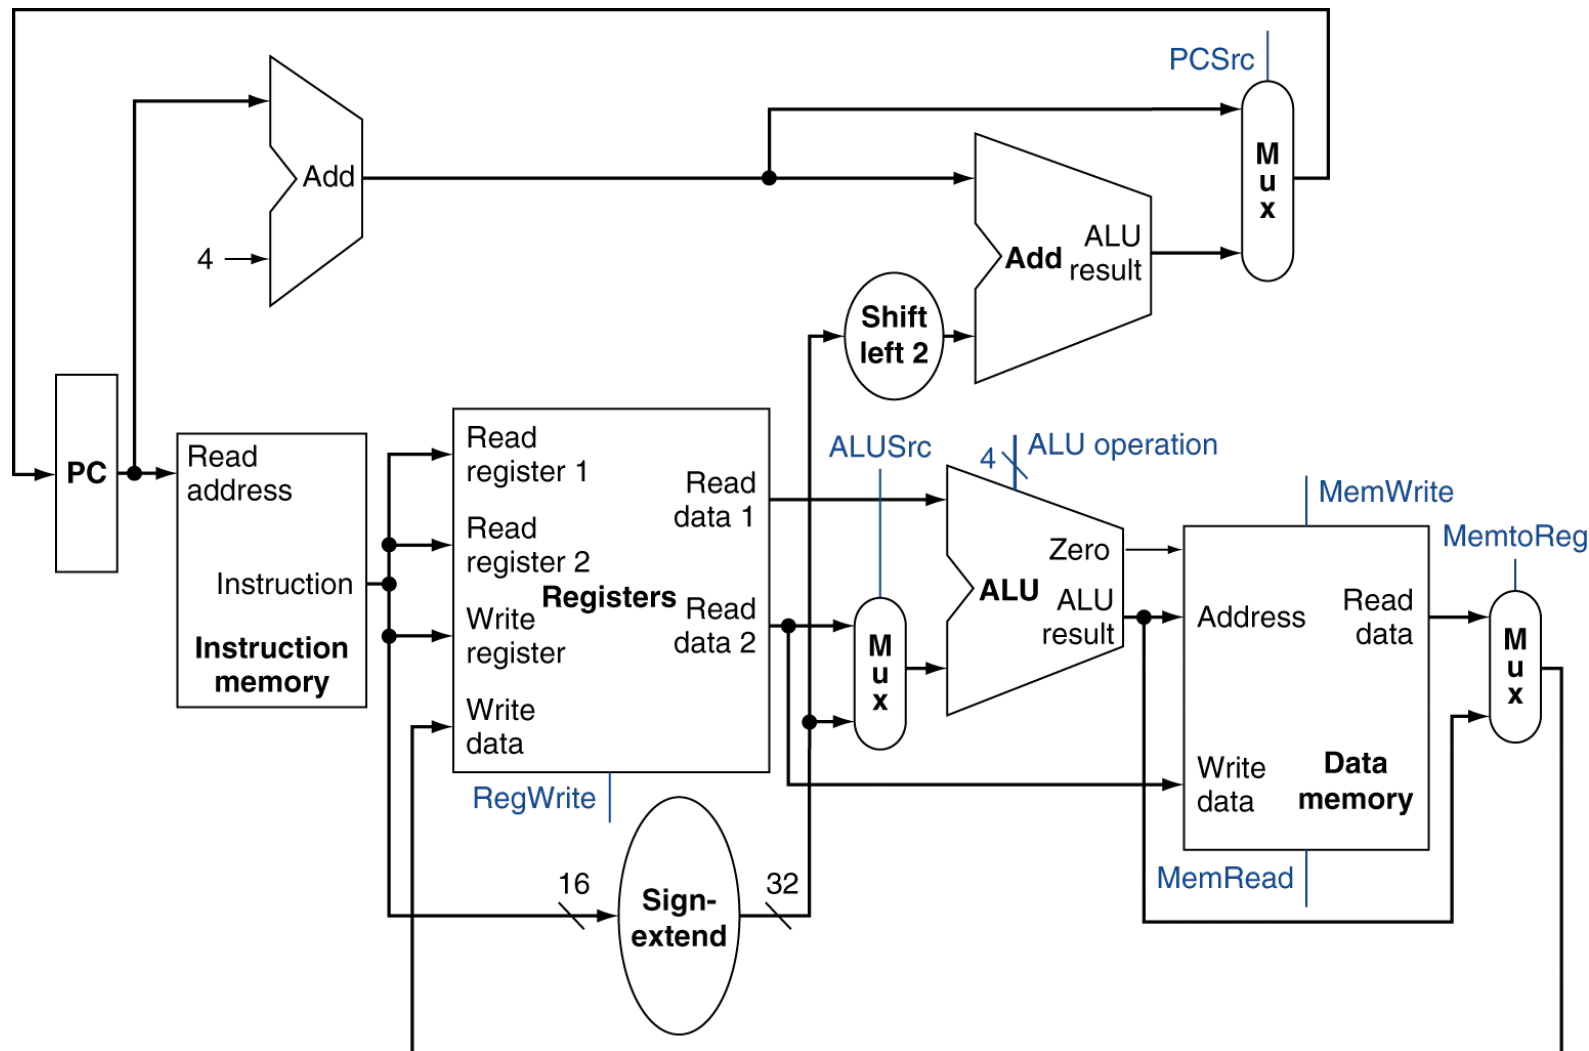 PCSrc
M
u
x
Add
4
Add
ALU
result
Shift
left 2
PC
Read
address
Instruction
Instruction
memory
Read
register 1
Read
register 2
Write
register
Write
data
Registers
Read
data 1
Read
data 2
RegWrite
16
Sign-
extend
32
ALUSrc
M
u
x
4
ALU operation
Zero
ALU
ALU
result
MemWrite
Address
Read
data
Write
data
Data
memory
MemRead
MemtoReg
M
u
x